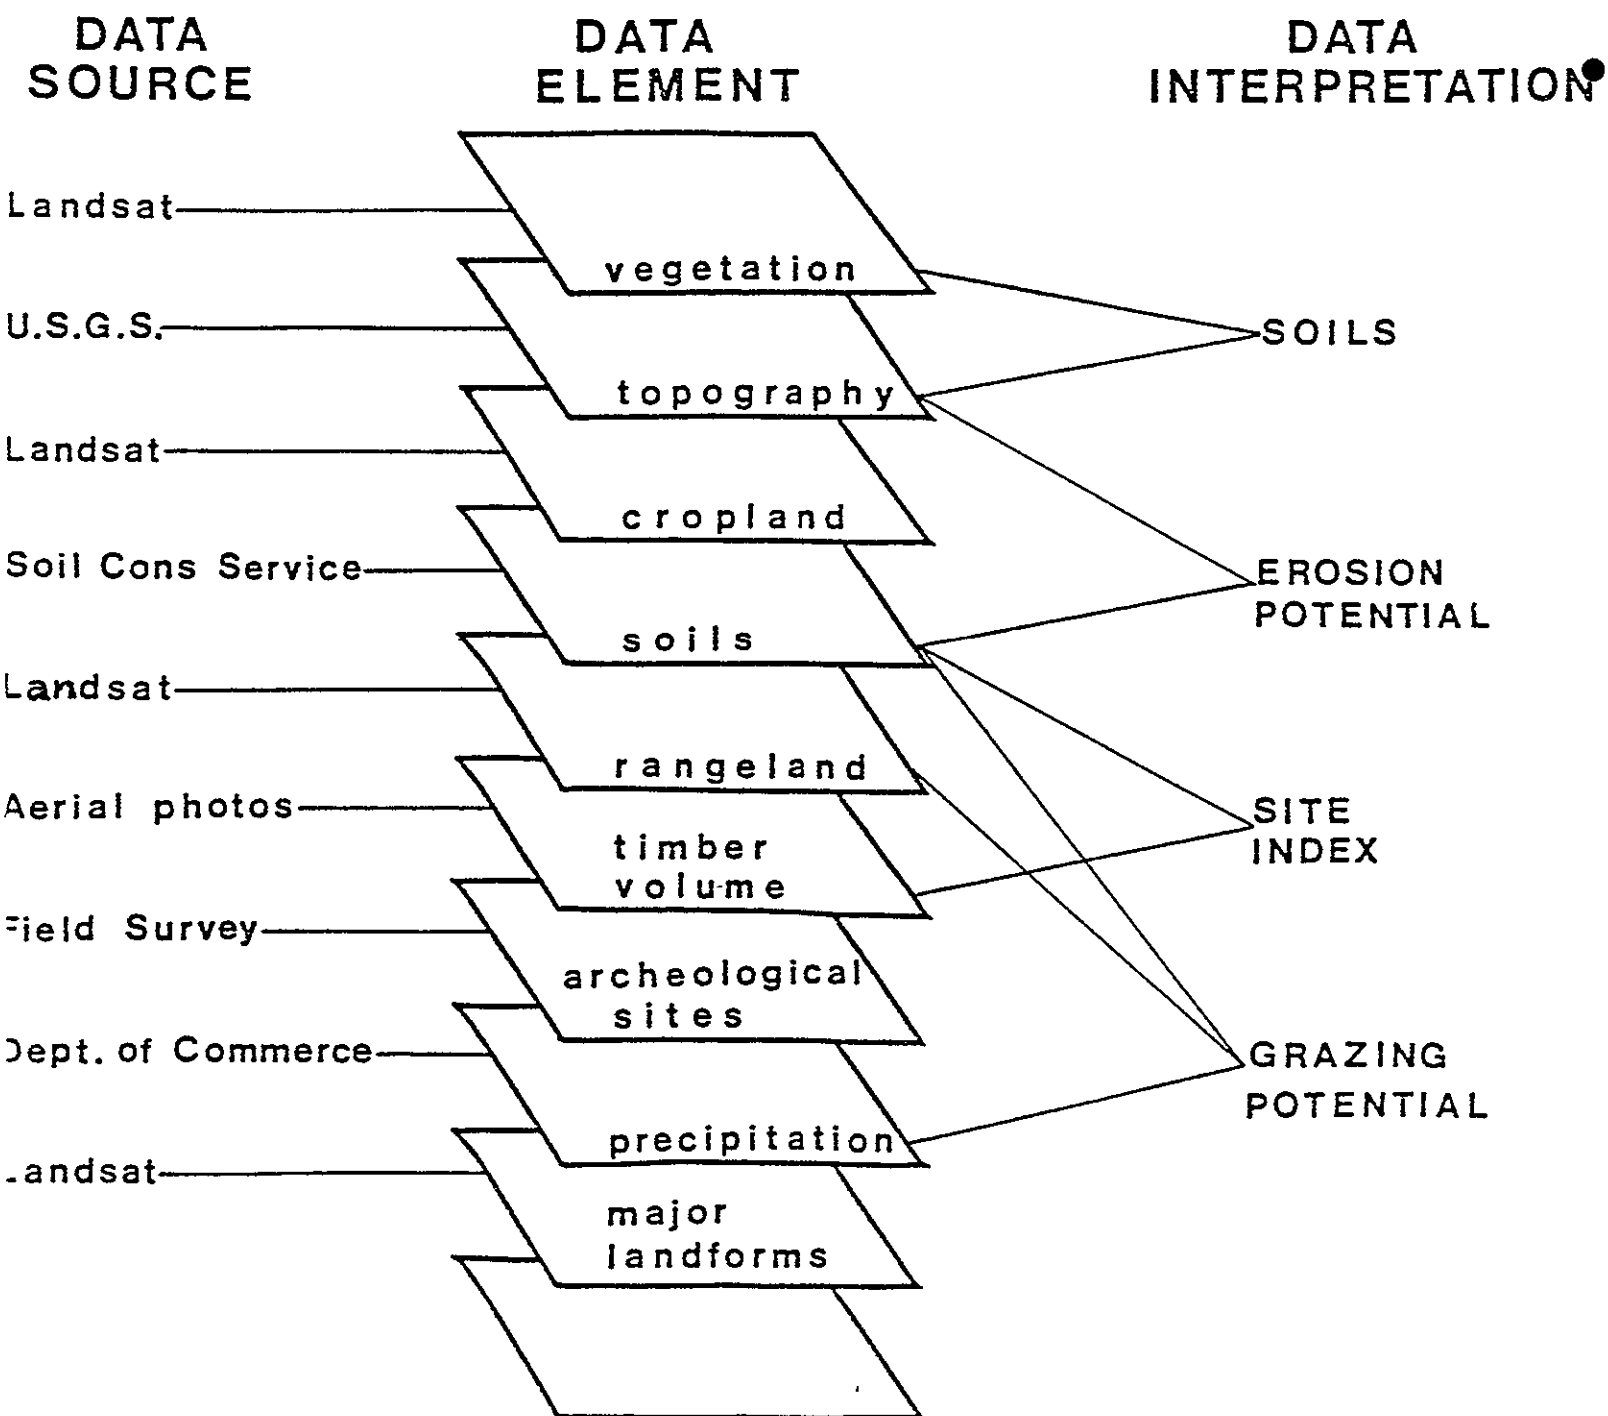 DATA
SOURCE
DATA
ELEMENT
DATA
INTERPRETATION
Landsat
vegetation
U.S.G.S.
SOILS
topography
Landsat
cropland
Soil Cons Service
EROSION
POTENTIAL
soils
Landsat
rangeland
Aerial photos
SITE
INDEX
timber
volume
Field Survey
archeological
sites
Dept. of Commerce
GRAZING
POTENTIAL
precipitation
Landsat
major
landforms